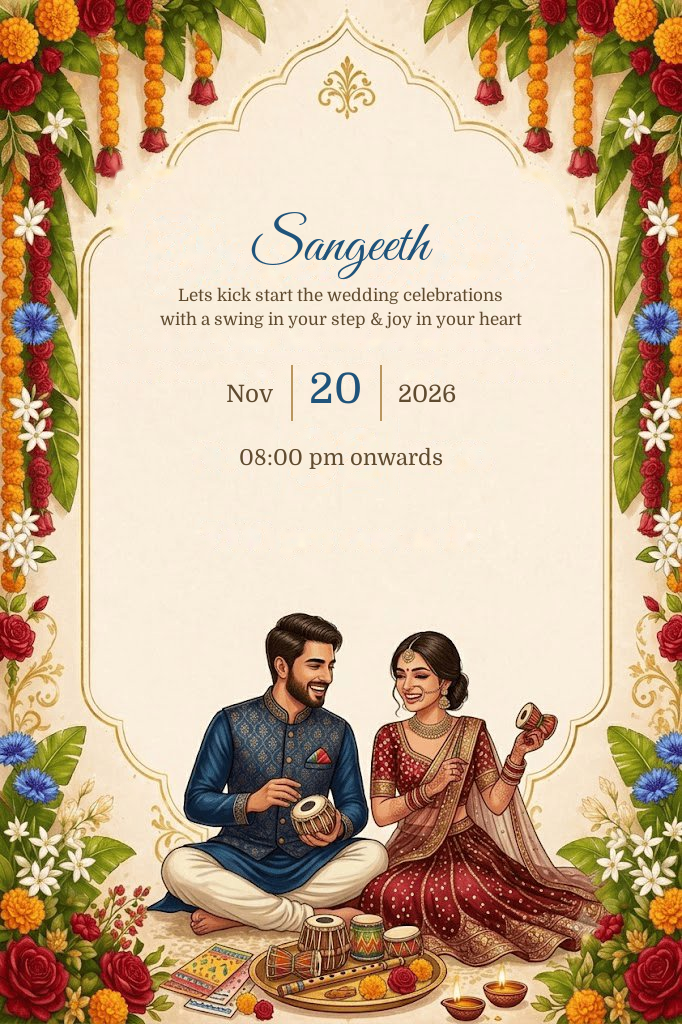 Sangeeth
Lets kick start the wedding celebrations
with a swing in your step & joy in your heart
Nov 20 2026
08:00 pm onwards